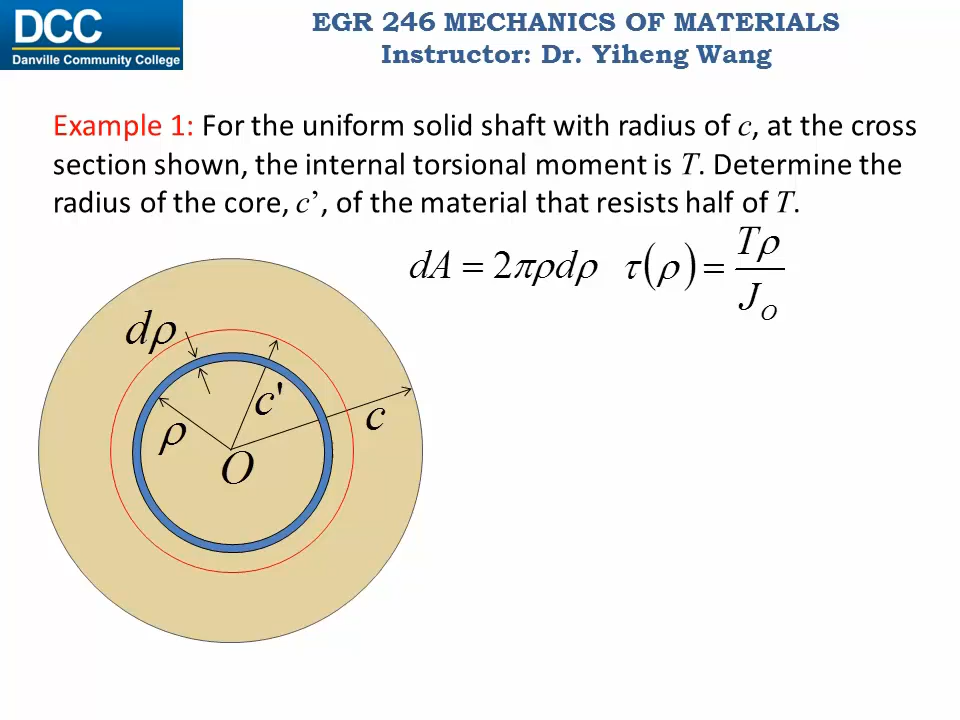 DCC
Danville Community College
EGR 246 MECHANICS OF MATERIALS
Instructor: Dr. Yiheng Wang
Example 1: For the uniform solid shaft with radius of c, at the cross
section shown, the internal torsional moment is T. Determine the
radius of the core, c’, of the material that resists half of T.
dA = 2πρdρ τ(ρ) = Tρ / J_O
dρ
c'
c
ρ
O